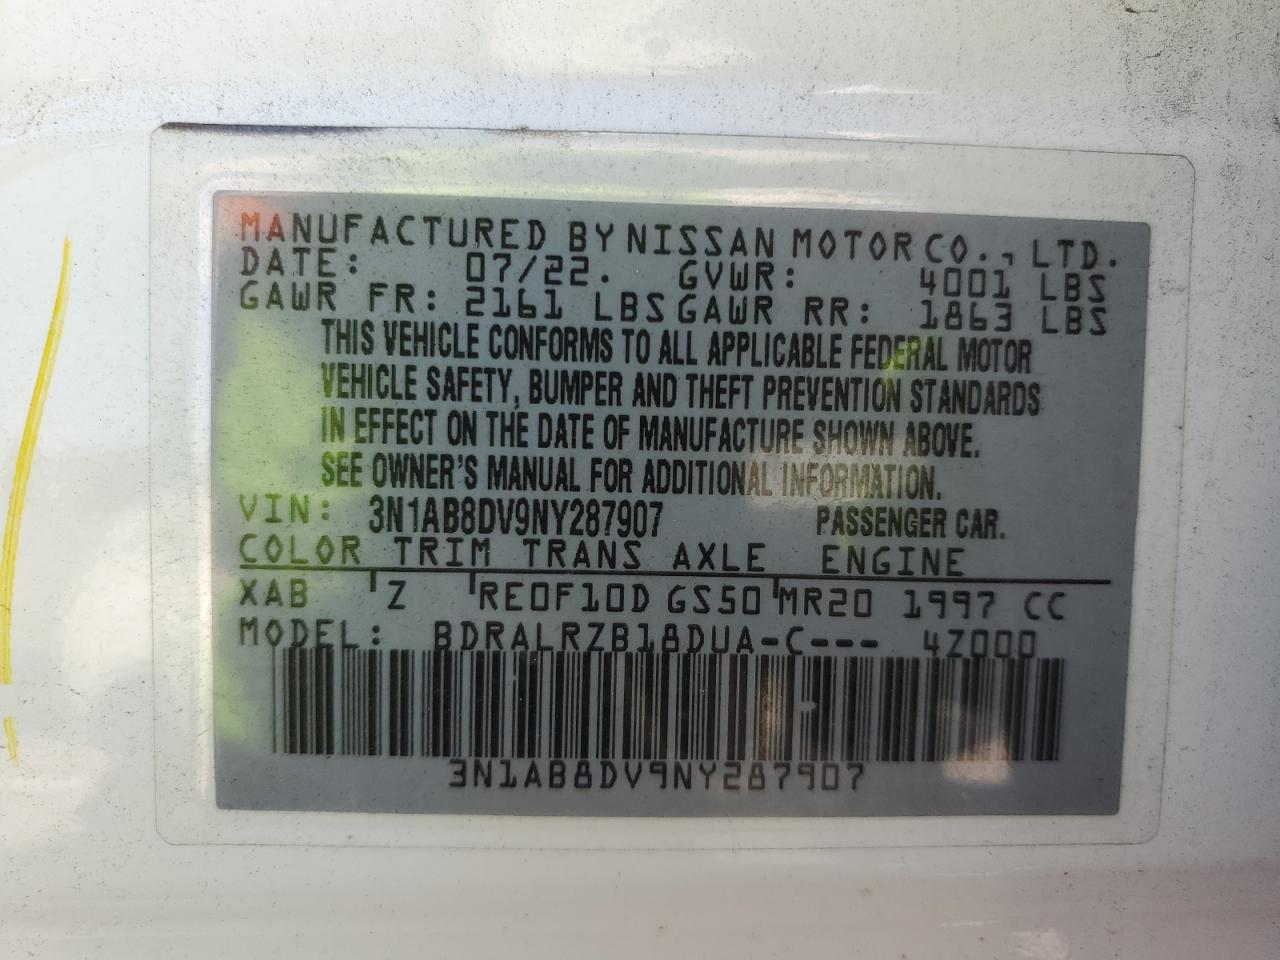 MANUFACTURED BY NISSAN MOTOR CO., LTD.
DATE: 07/22. GVWR: 4001 LBS
GAWR FR: 2161 LBS GAWR RR: 1863 LBS
THIS VEHICLE CONFORMS TO ALL APPLICABLE FEDERAL MOTOR
VEHICLE SAFETY, BUMPER AND THEFT PREVENTION STANDARDS
IN EFFECT ON THE DATE OF MANUFACTURE SHOWN ABOVE.
SEE OWNER'S MANUAL FOR ADDITIONAL INFORMATION.
VIN: 3N1AB8DV9NY287907 PASSENGER CAR.
COLOR TRIM TRANS AXLE ENGINE
XAB Z RE0F10D GS50 MR20 1997 CC
MODEL: BDRALRZB18DUA-C--- 4Z000
3N1AB8DV9NY287907